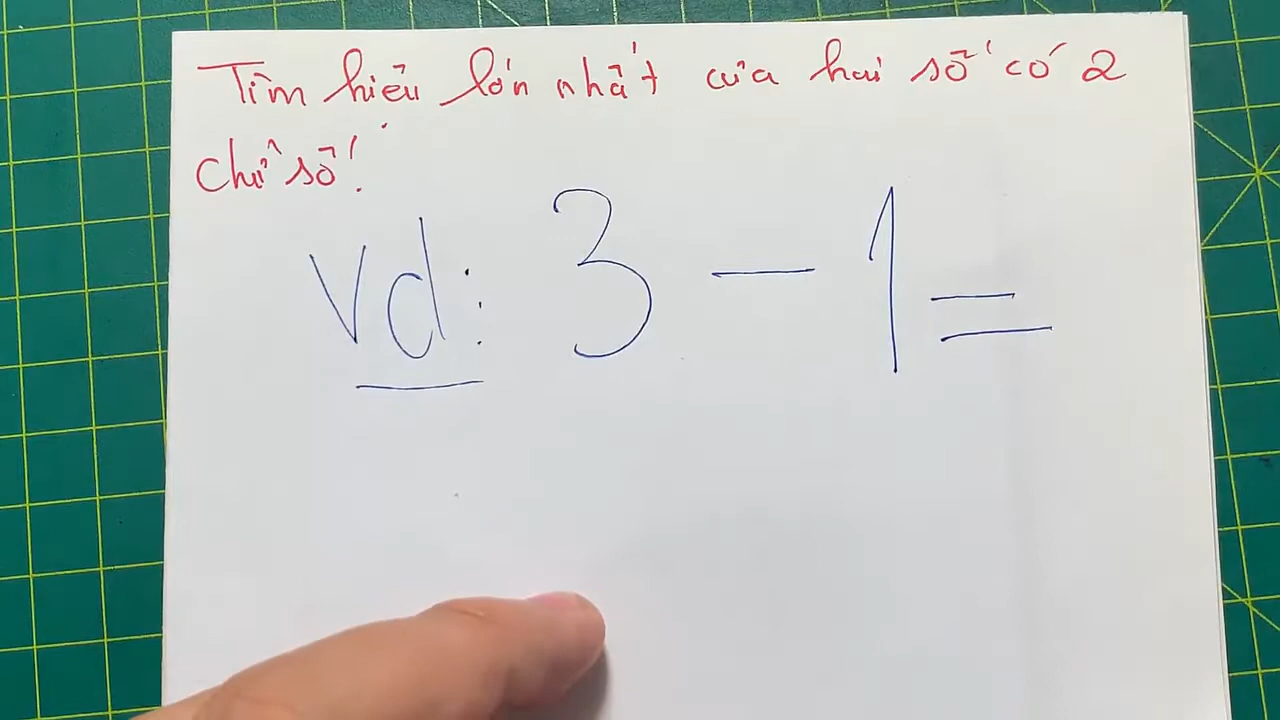 Tìm hiệu lớn nhất của hai số có 2
chữ số!
vd: 3 - 1 =